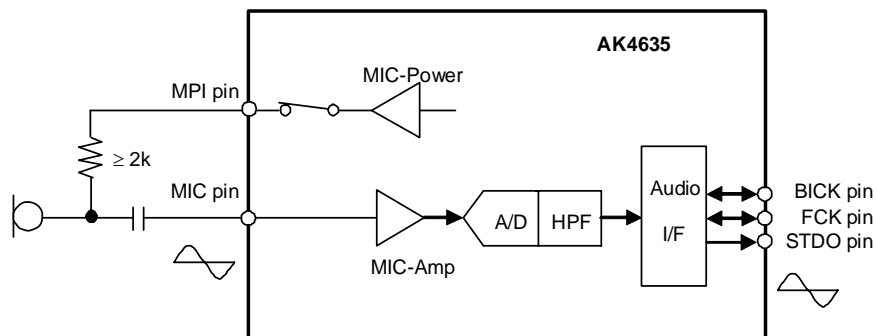 AK4635
MIC-Power
MPI pin
≥ 2k
MIC pin
Audio
I/F
A/D
HPF
BICK pin
FCK pin
STDO pin
MIC-Amp